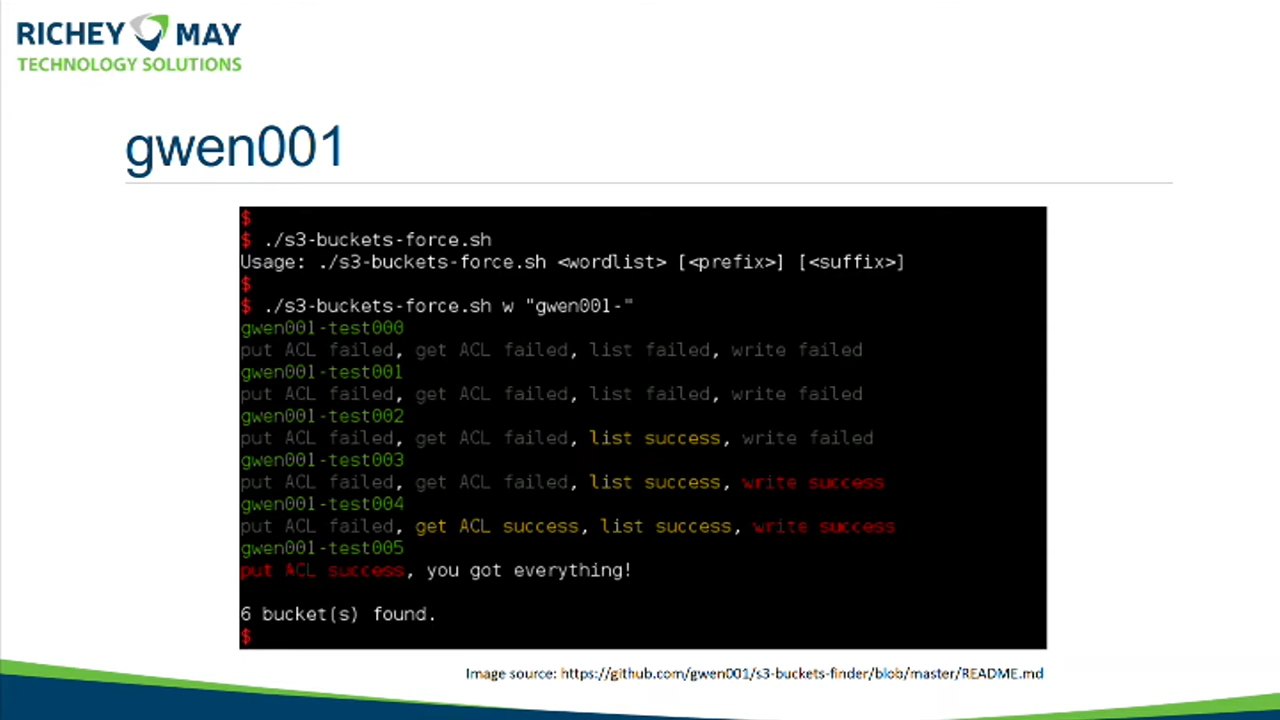 RICHEY MAY
TECHNOLOGY SOLUTIONS
gwen001
$
$ ./s3-buckets-force.sh
Usage: ./s3-buckets-force.sh <wordlist> [<prefix>] [<suffix>]
$
$ ./s3-buckets-force.sh w "gwen001-"
gwen001-test000
put ACL failed, get ACL failed, list failed, write failed
gwen001-test001
put ACL failed, get ACL failed, list failed, write failed
gwen001-test002
put ACL failed, get ACL failed, list success, write failed
gwen001-test003
put ACL failed, get ACL failed, list success, write success
gwen001-test004
put ACL failed, get ACL success, list success, write success
gwen001-test005
put ACL success, you got everything!
6 bucket(s) found.
$
Image source: https://github.com/gwen001/s3-buckets-finder/blob/master/README.md